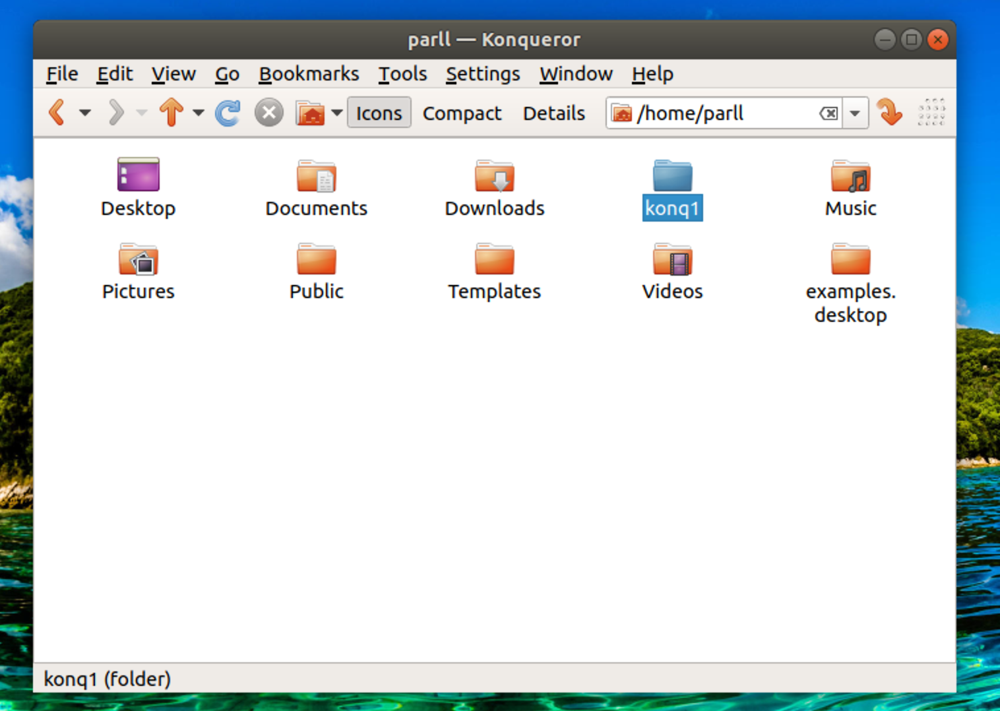 parll — Konqueror
File Edit View Go Bookmarks Tools Settings Window Help
Icons Compact Details /home/parll
Desktop Documents Downloads konq1 Music
Pictures Public Templates Videos examples.
desktop
konq1 (folder)